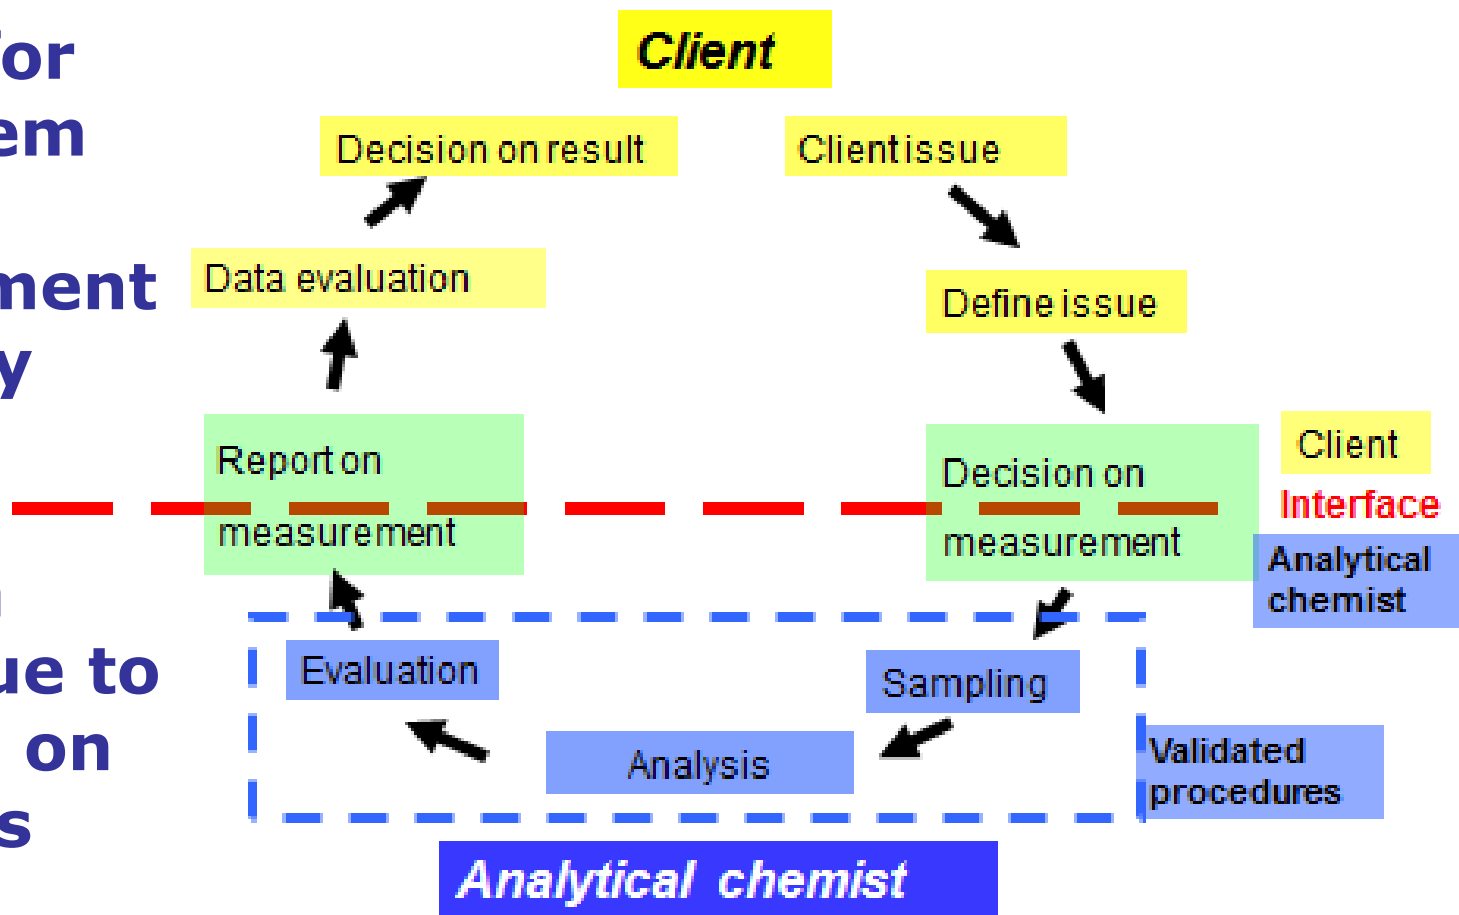 for
em
ment
y
ue to
on
s
Client
Decision on result
Client issue
Data evaluation
Define issue
Report on
measurement
Decision on
measurement
Client
Interface
Analytical
chemist
Evaluation
Sampling
Analysis
Validated
procedures
Analytical chemist